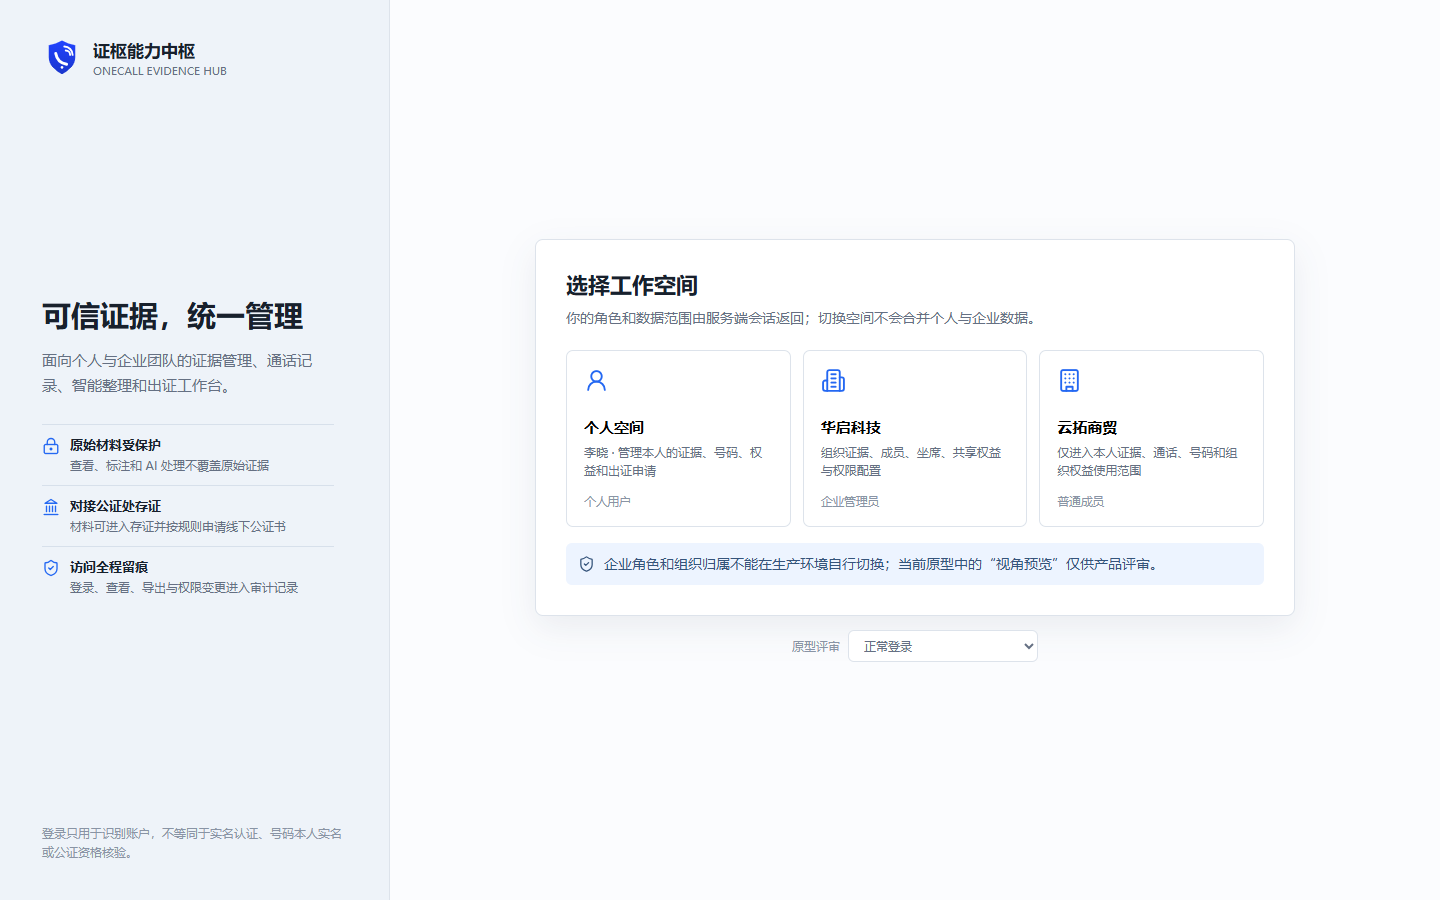 证枢能力中枢
ONECALL EVIDENCE HUB
可信证据，统一管理
面向个人与企业团队的证据管理、通话记
录、智能整理和出证工作台。
原始材料受保护
查看、标注和 AI 处理不覆盖原始证据
对接公证处存证
材料可进入存证并按规则申请线下公证书
访问全程留痕
登录、查看、导出与权限变更进入审计记录
登录只用于识别账户，不等同于实名认证、号码本人实名
或公证资格核验。
选择工作空间
你的角色和数据范围由服务端会话返回；切换空间不会合并个人与企业数据。
个人空间
李晓 · 管理本人的证据、号码、权
益和出证申请
个人用户
华启科技
组织证据、成员、坐席、共享权益
与权限配置
企业管理员
云拓商贸
仅进入本人证据、通话、号码和组
织权益使用范围
普通成员
企业角色和组织归属不能在生产环境自行切换；当前原型中的“视角预览”仅供产品评审。
原型评审
正常登录